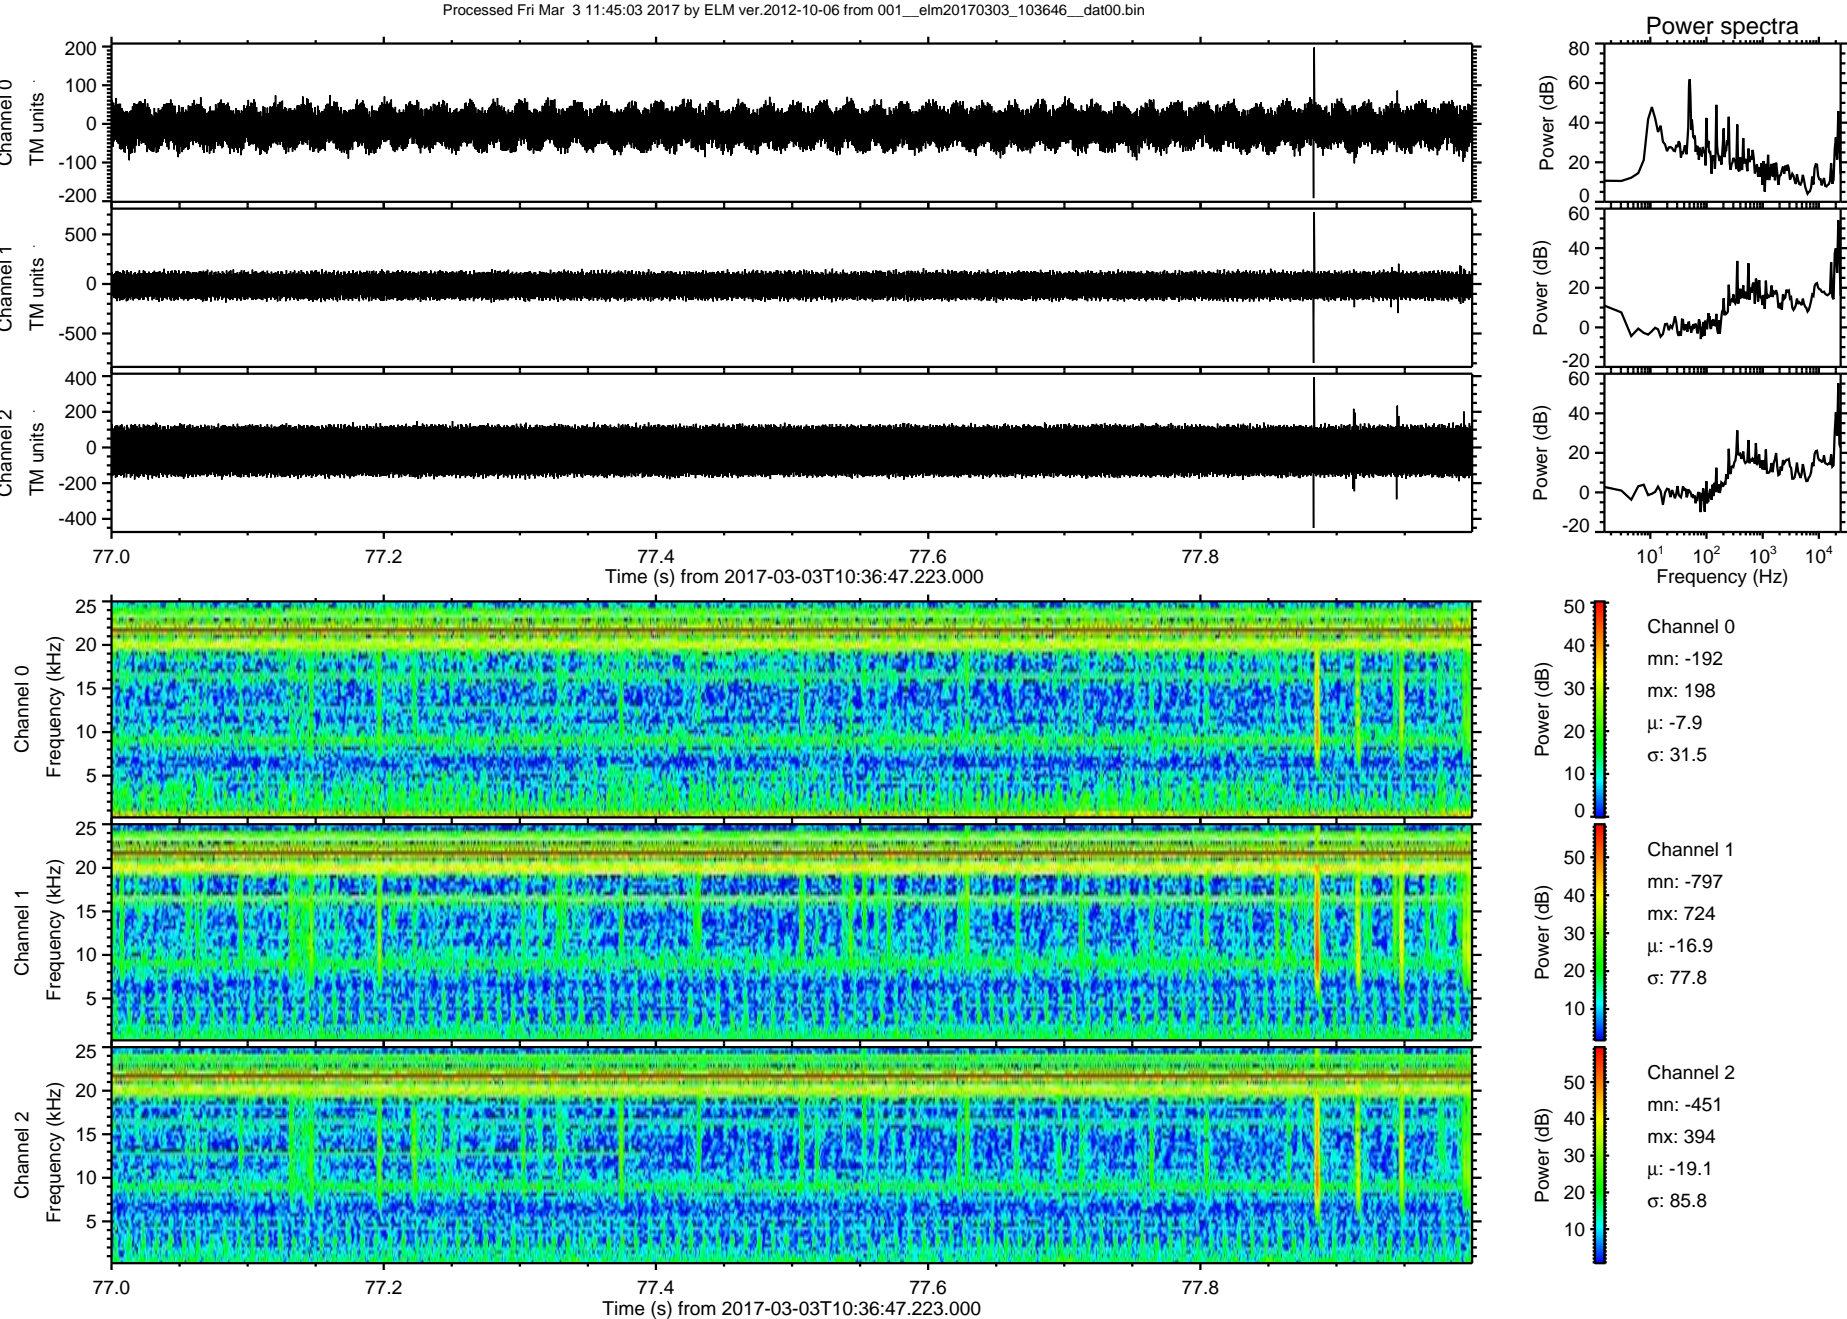 Processed Fri Mar  3 11:45:03 2017 by ELM ver.2012-10-06 from 001__elm20170303_103646__dat00.bin
Power spectra
Channel 0
TM units
200
100
0
-100
-200
Power (dB)
80
60
40
20
0
Channel 1
TM units
500
0
-500
Power (dB)
60
40
20
0
-20
Channel 2
TM units
400
200
0
-200
-400
Power (dB)
60
40
20
0
-20
77.0 77.2 77.4 77.6 77.8
Time (s) from 2017-03-03T10:36:47.223.000
10^1 10^2 10^3 10^4
Frequency (Hz)
Channel 0
Frequency (kHz)
25
20
15
10
5
Power (dB)
50
40
30
20
10
0
Channel 0
mn: -192
mx: 198
μ: -7.9
σ: 31.5
Channel 1
Frequency (kHz)
25
20
15
10
5
Power (dB)
50
40
30
20
10
Channel 1
mn: -797
mx: 724
μ: -16.9
σ: 77.8
Channel 2
Frequency (kHz)
25
20
15
10
5
Power (dB)
50
40
30
20
10
Channel 2
mn: -451
mx: 394
μ: -19.1
σ: 85.8
77.0 77.2 77.4 77.6 77.8
Time (s) from 2017-03-03T10:36:47.223.000